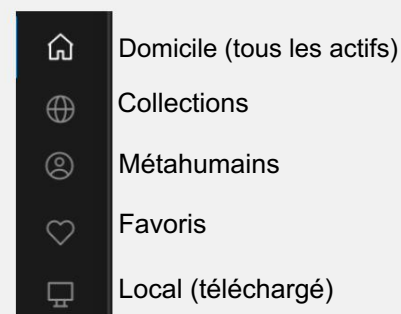 Domicile (tous les actifs)
Collections
Métahumains
Favoris
Local (téléchargé)